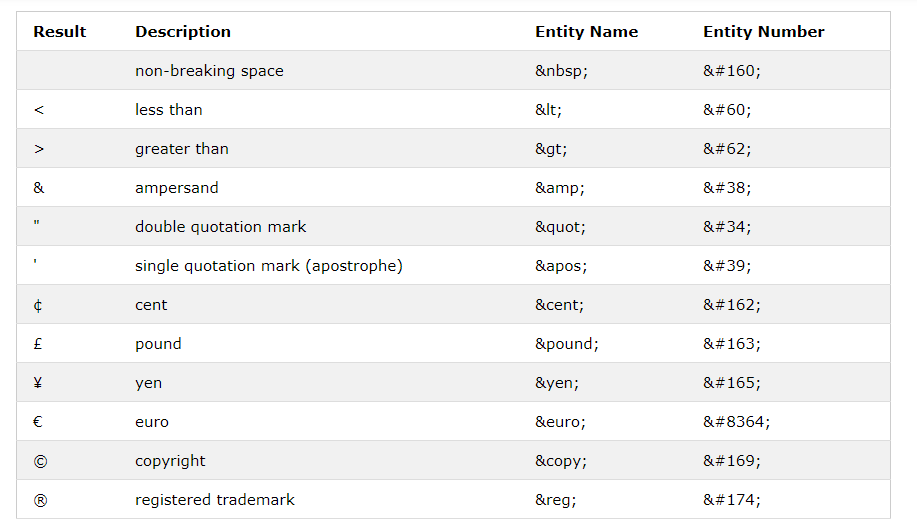 Result Description Entity Name Entity Number
non-breaking space &nbsp; &#160;
< less than &lt; &#60;
> greater than &gt; &#62;
& ampersand &amp; &#38;
" double quotation mark &quot; &#34;
' single quotation mark (apostrophe) &apos; &#39;
¢ cent &cent; &#162;
£ pound &pound; &#163;
¥ yen &yen; &#165;
€ euro &euro; &#8364;
© copyright &copy; &#169;
® registered trademark &reg; &#174;